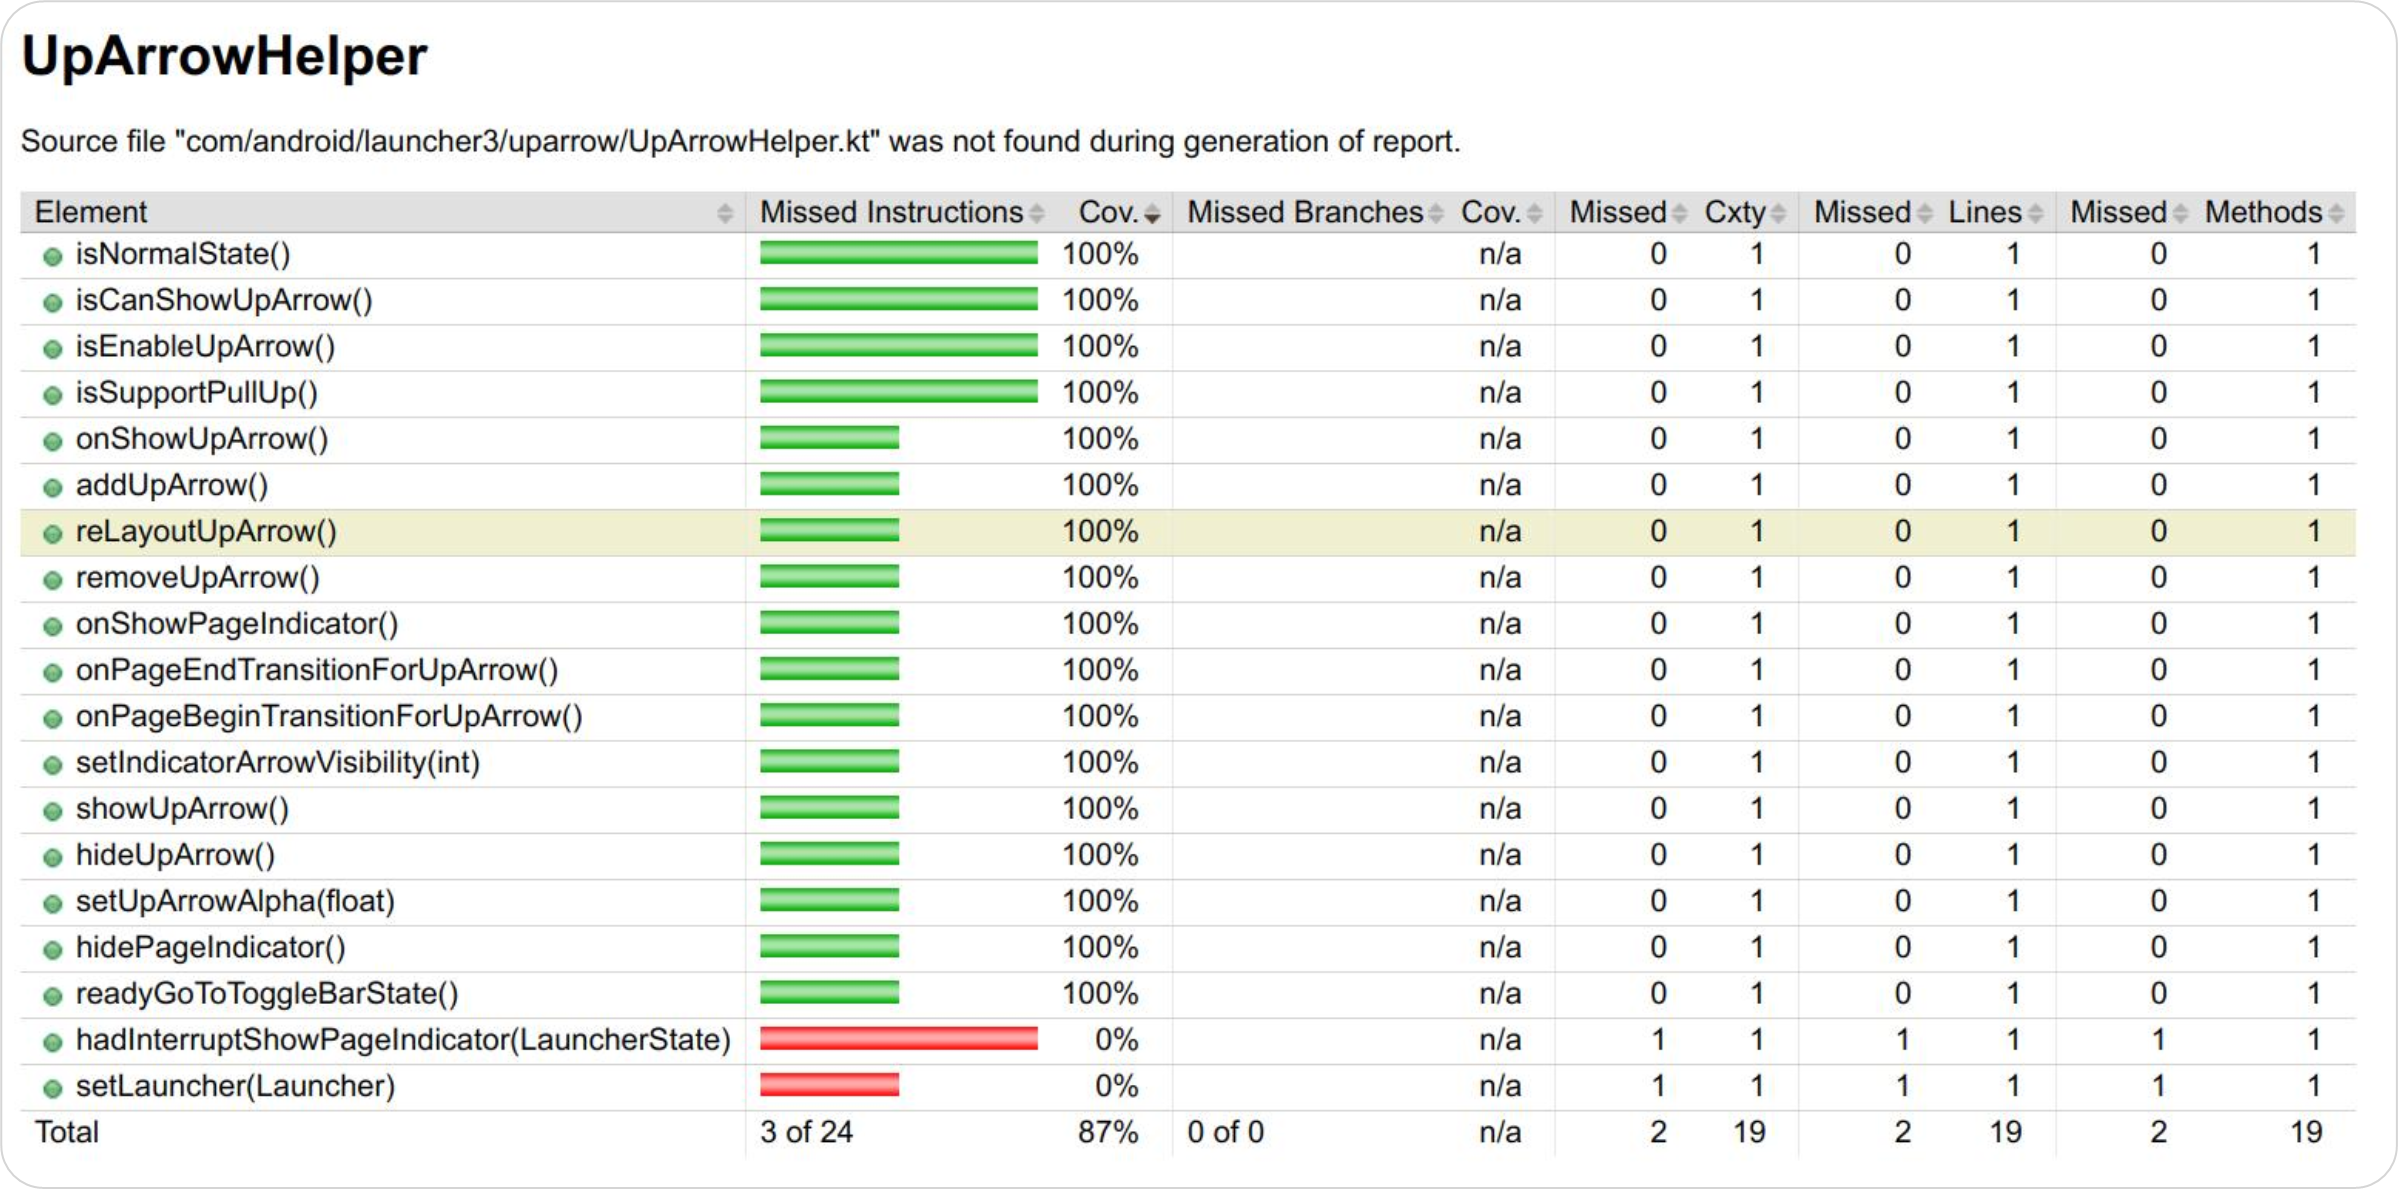 UpArrowHelper
Source file "com/android/launcher3/uparrow/UpArrowHelper.kt" was not found during generation of report.
Element Missed Instructions Cov. Missed Branches Cov. Missed Cxty Missed Lines Missed Methods
isNormalState() 100% n/a 0 1 0 1 0 1
isCanShowUpArrow() 100% n/a 0 1 0 1 0 1
isEnableUpArrow() 100% n/a 0 1 0 1 0 1
isSupportPullUp() 100% n/a 0 1 0 1 0 1
onShowUpArrow() 100% n/a 0 1 0 1 0 1
addUpArrow() 100% n/a 0 1 0 1 0 1
reLayoutUpArrow() 100% n/a 0 1 0 1 0 1
removeUpArrow() 100% n/a 0 1 0 1 0 1
onShowPageIndicator() 100% n/a 0 1 0 1 0 1
onPageEndTransitionForUpArrow() 100% n/a 0 1 0 1 0 1
onPageBeginTransitionForUpArrow() 100% n/a 0 1 0 1 0 1
setIndicatorArrowVisibility(int) 100% n/a 0 1 0 1 0 1
showUpArrow() 100% n/a 0 1 0 1 0 1
hideUpArrow() 100% n/a 0 1 0 1 0 1
setUpArrowAlpha(float) 100% n/a 0 1 0 1 0 1
hidePageIndicator() 100% n/a 0 1 0 1 0 1
readyGoToToggleBarState() 100% n/a 0 1 0 1 0 1
hadInterruptShowPageIndicator(LauncherState) 0% n/a 1 1 1 1 1 1
setLauncher(Launcher) 0% n/a 1 1 1 1 1 1
Total 3 of 24 87% 0 of 0 n/a 2 19 2 19 2 19